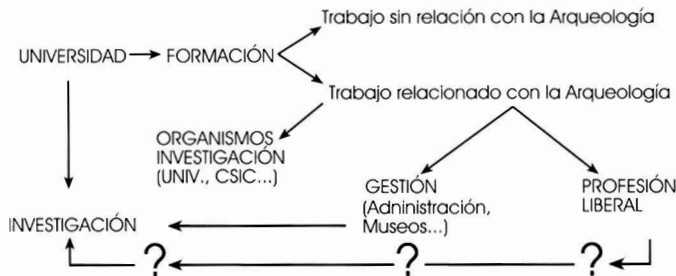 Trabajo sin relación con la Arqueología
UNIVERSIDAD
FORMACIÓN
Trabajo relacionado con la Arqueología
ORGANISMOS
INVESTIGACIÓN
(UNIV., CSIC...)
GESTIÓN
(Adninistración,
Museos...)
PROFESIÓN
LIBERAL
INVESTIGACIÓN
?
?
?